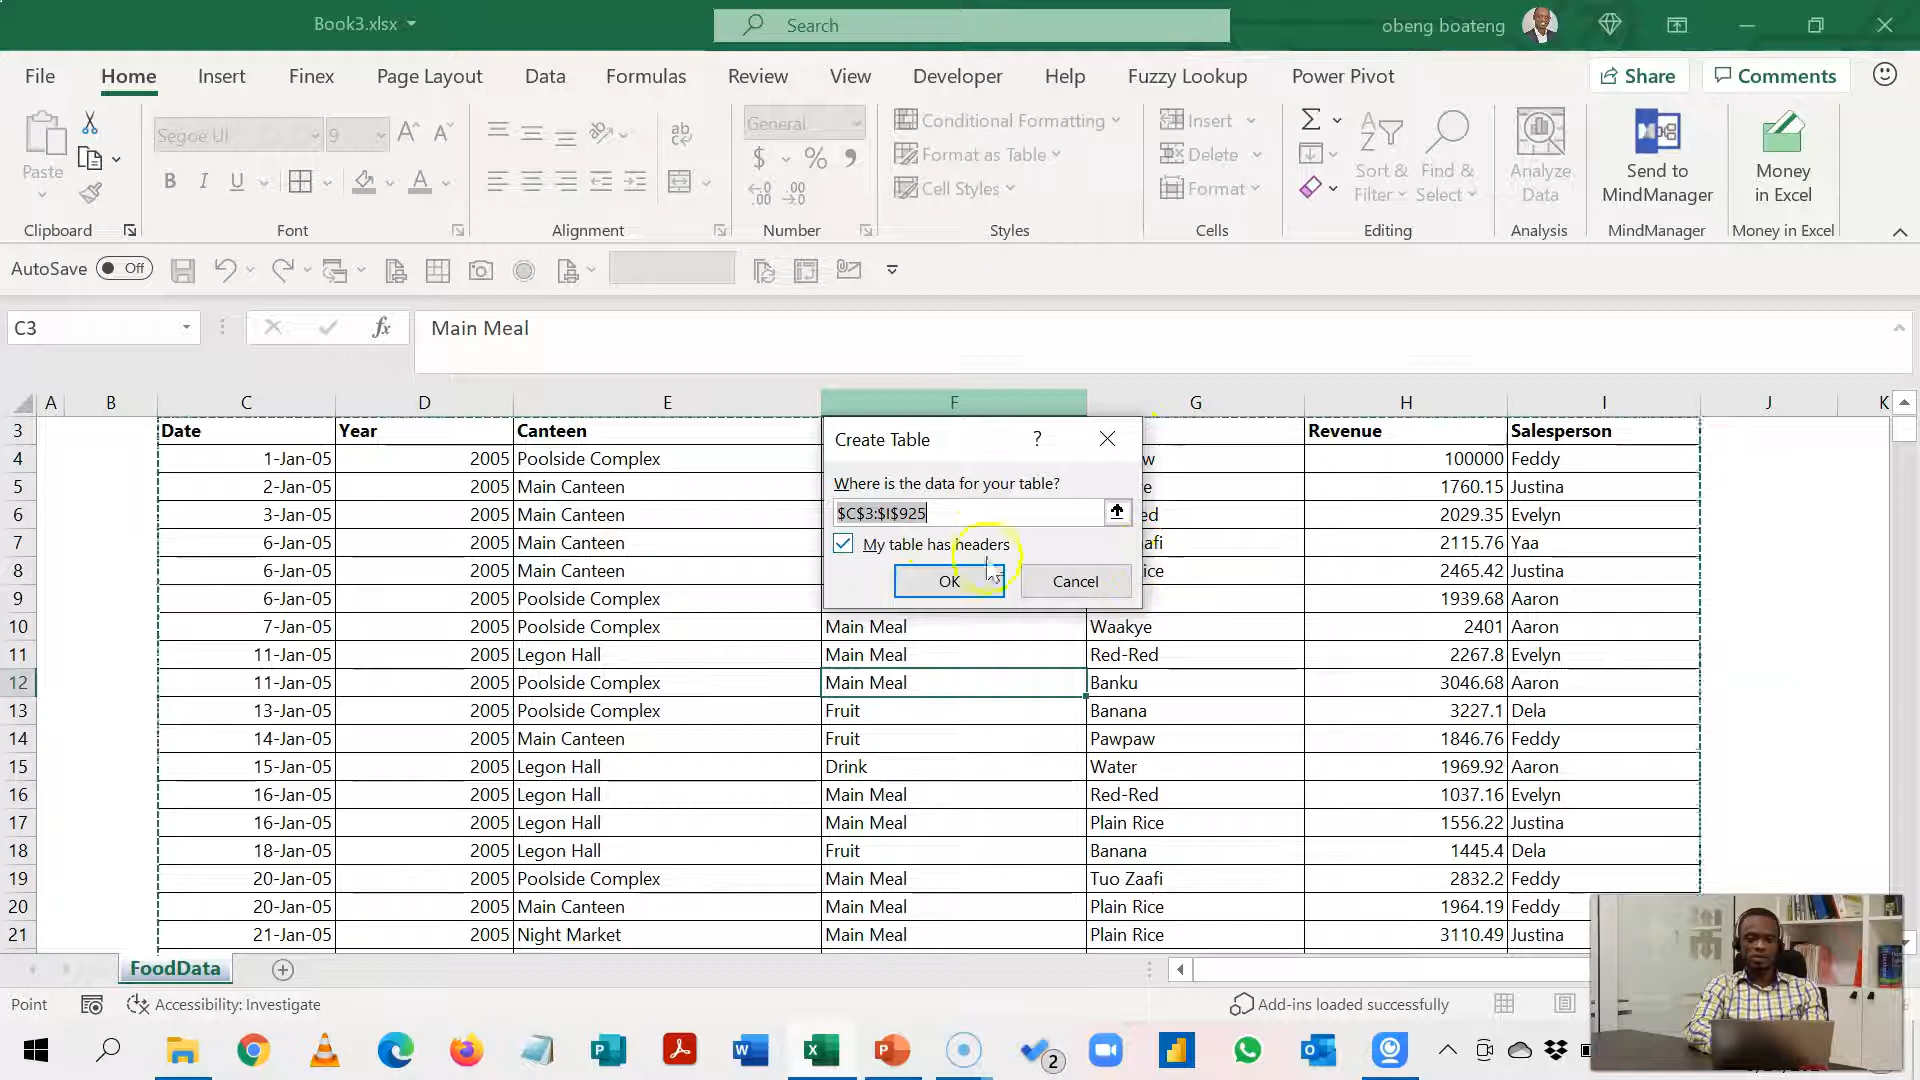 Book3.xlsx
Search
obeng boateng
File Home Insert Finex Page Layout Data Formulas Review View Developer Help Fuzzy Lookup Power Pivot Share Comments
Paste
Segoe UI 9
General
Conditional Formatting
Format as Table
Cell Styles
Insert
Delete
Format
Sort & Filter
Find & Select
Analyze Data
Send to MindManager
Money in Excel
Clipboard Font Alignment Number Styles Cells Editing Analysis MindManager Money in Excel
AutoSave Off
C3 fx Main Meal
A B C D E F G H I J K
3 Date Year Canteen Revenue Salesperson
4 1-Jan-05 2005 Poolside Complex w 100000 Feddy
5 2-Jan-05 2005 Main Canteen e 1760.15 Justina
6 3-Jan-05 2005 Main Canteen ed 2029.35 Evelyn
7 6-Jan-05 2005 Main Canteen afi 2115.76 Yaa
8 6-Jan-05 2005 Main Canteen ice 2465.42 Justina
9 6-Jan-05 2005 Poolside Complex 1939.68 Aaron
10 7-Jan-05 2005 Poolside Complex Main Meal Waakye 2401 Aaron
11 11-Jan-05 2005 Legon Hall Main Meal Red-Red 2267.8 Evelyn
12 11-Jan-05 2005 Poolside Complex Main Meal Banku 3046.68 Aaron
13 13-Jan-05 2005 Poolside Complex Fruit Banana 3227.1 Dela
14 14-Jan-05 2005 Main Canteen Fruit Pawpaw 1846.76 Feddy
15 15-Jan-05 2005 Legon Hall Drink Water 1969.92 Aaron
16 16-Jan-05 2005 Legon Hall Main Meal Red-Red 1037.16 Evelyn
17 16-Jan-05 2005 Legon Hall Main Meal Plain Rice 1556.22 Justina
18 18-Jan-05 2005 Legon Hall Fruit Banana 1445.4 Dela
19 20-Jan-05 2005 Poolside Complex Main Meal Tuo Zaafi 2832.2 Feddy
20 20-Jan-05 2005 Main Canteen Main Meal Plain Rice 1964.19 Feddy
21 21-Jan-05 2005 Night Market Main Meal Plain Rice 3110.49 Justina
Create Table ?
Where is the data for your table?
$C$3:$I$925
My table has headers
OK Cancel
FoodData
Point Accessibility: Investigate Add-ins loaded successfully
2